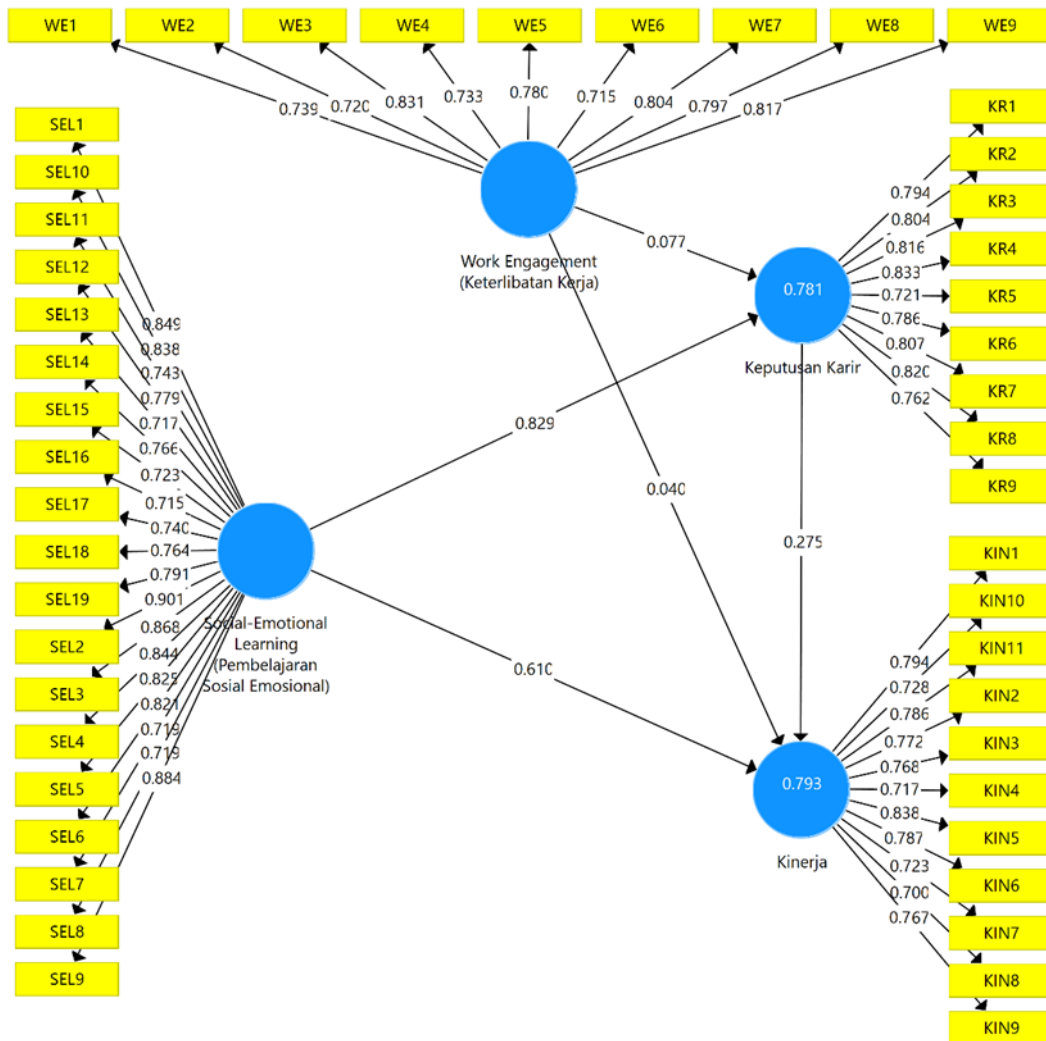 WE1 WE2 WE3 WE4 WE5 WE6 WE7 WE8 WE9
0.739 0.720 0.831 0.733 0.780 0.715 0.804 0.797 0.817
SEL1
SEL10
SEL11
SEL12
SEL13
SEL14
SEL15
SEL16
SEL17
SEL18
SEL19
SEL2
SEL3
SEL4
SEL5
SEL6
SEL7
SEL8
SEL9
0.849
0.838
0.743
0.779
0.717
0.766
0.723
0.715
0.740
0.764
0.791
0.901
0.868
0.844
0.825
0.821
0.719
0.719
0.884
Work Engagement
(Keterlibatan Kerja)
Social-Emotional
Learning
(Pembelajaran
Sosial Emosional)
0.077
0.829
0.040
0.610
0.275
0.781
Keputusan Karir
0.794
0.804
0.816
0.833
0.721
0.786
0.807
0.820
0.762
KR1
KR2
KR3
KR4
KR5
KR6
KR7
KR8
KR9
0.793
Kinerja
0.794
0.728
0.786
0.772
0.768
0.717
0.838
0.787
0.723
0.700
0.767
KIN1
KIN10
KIN11
KIN2
KIN3
KIN4
KIN5
KIN6
KIN7
KIN8
KIN9